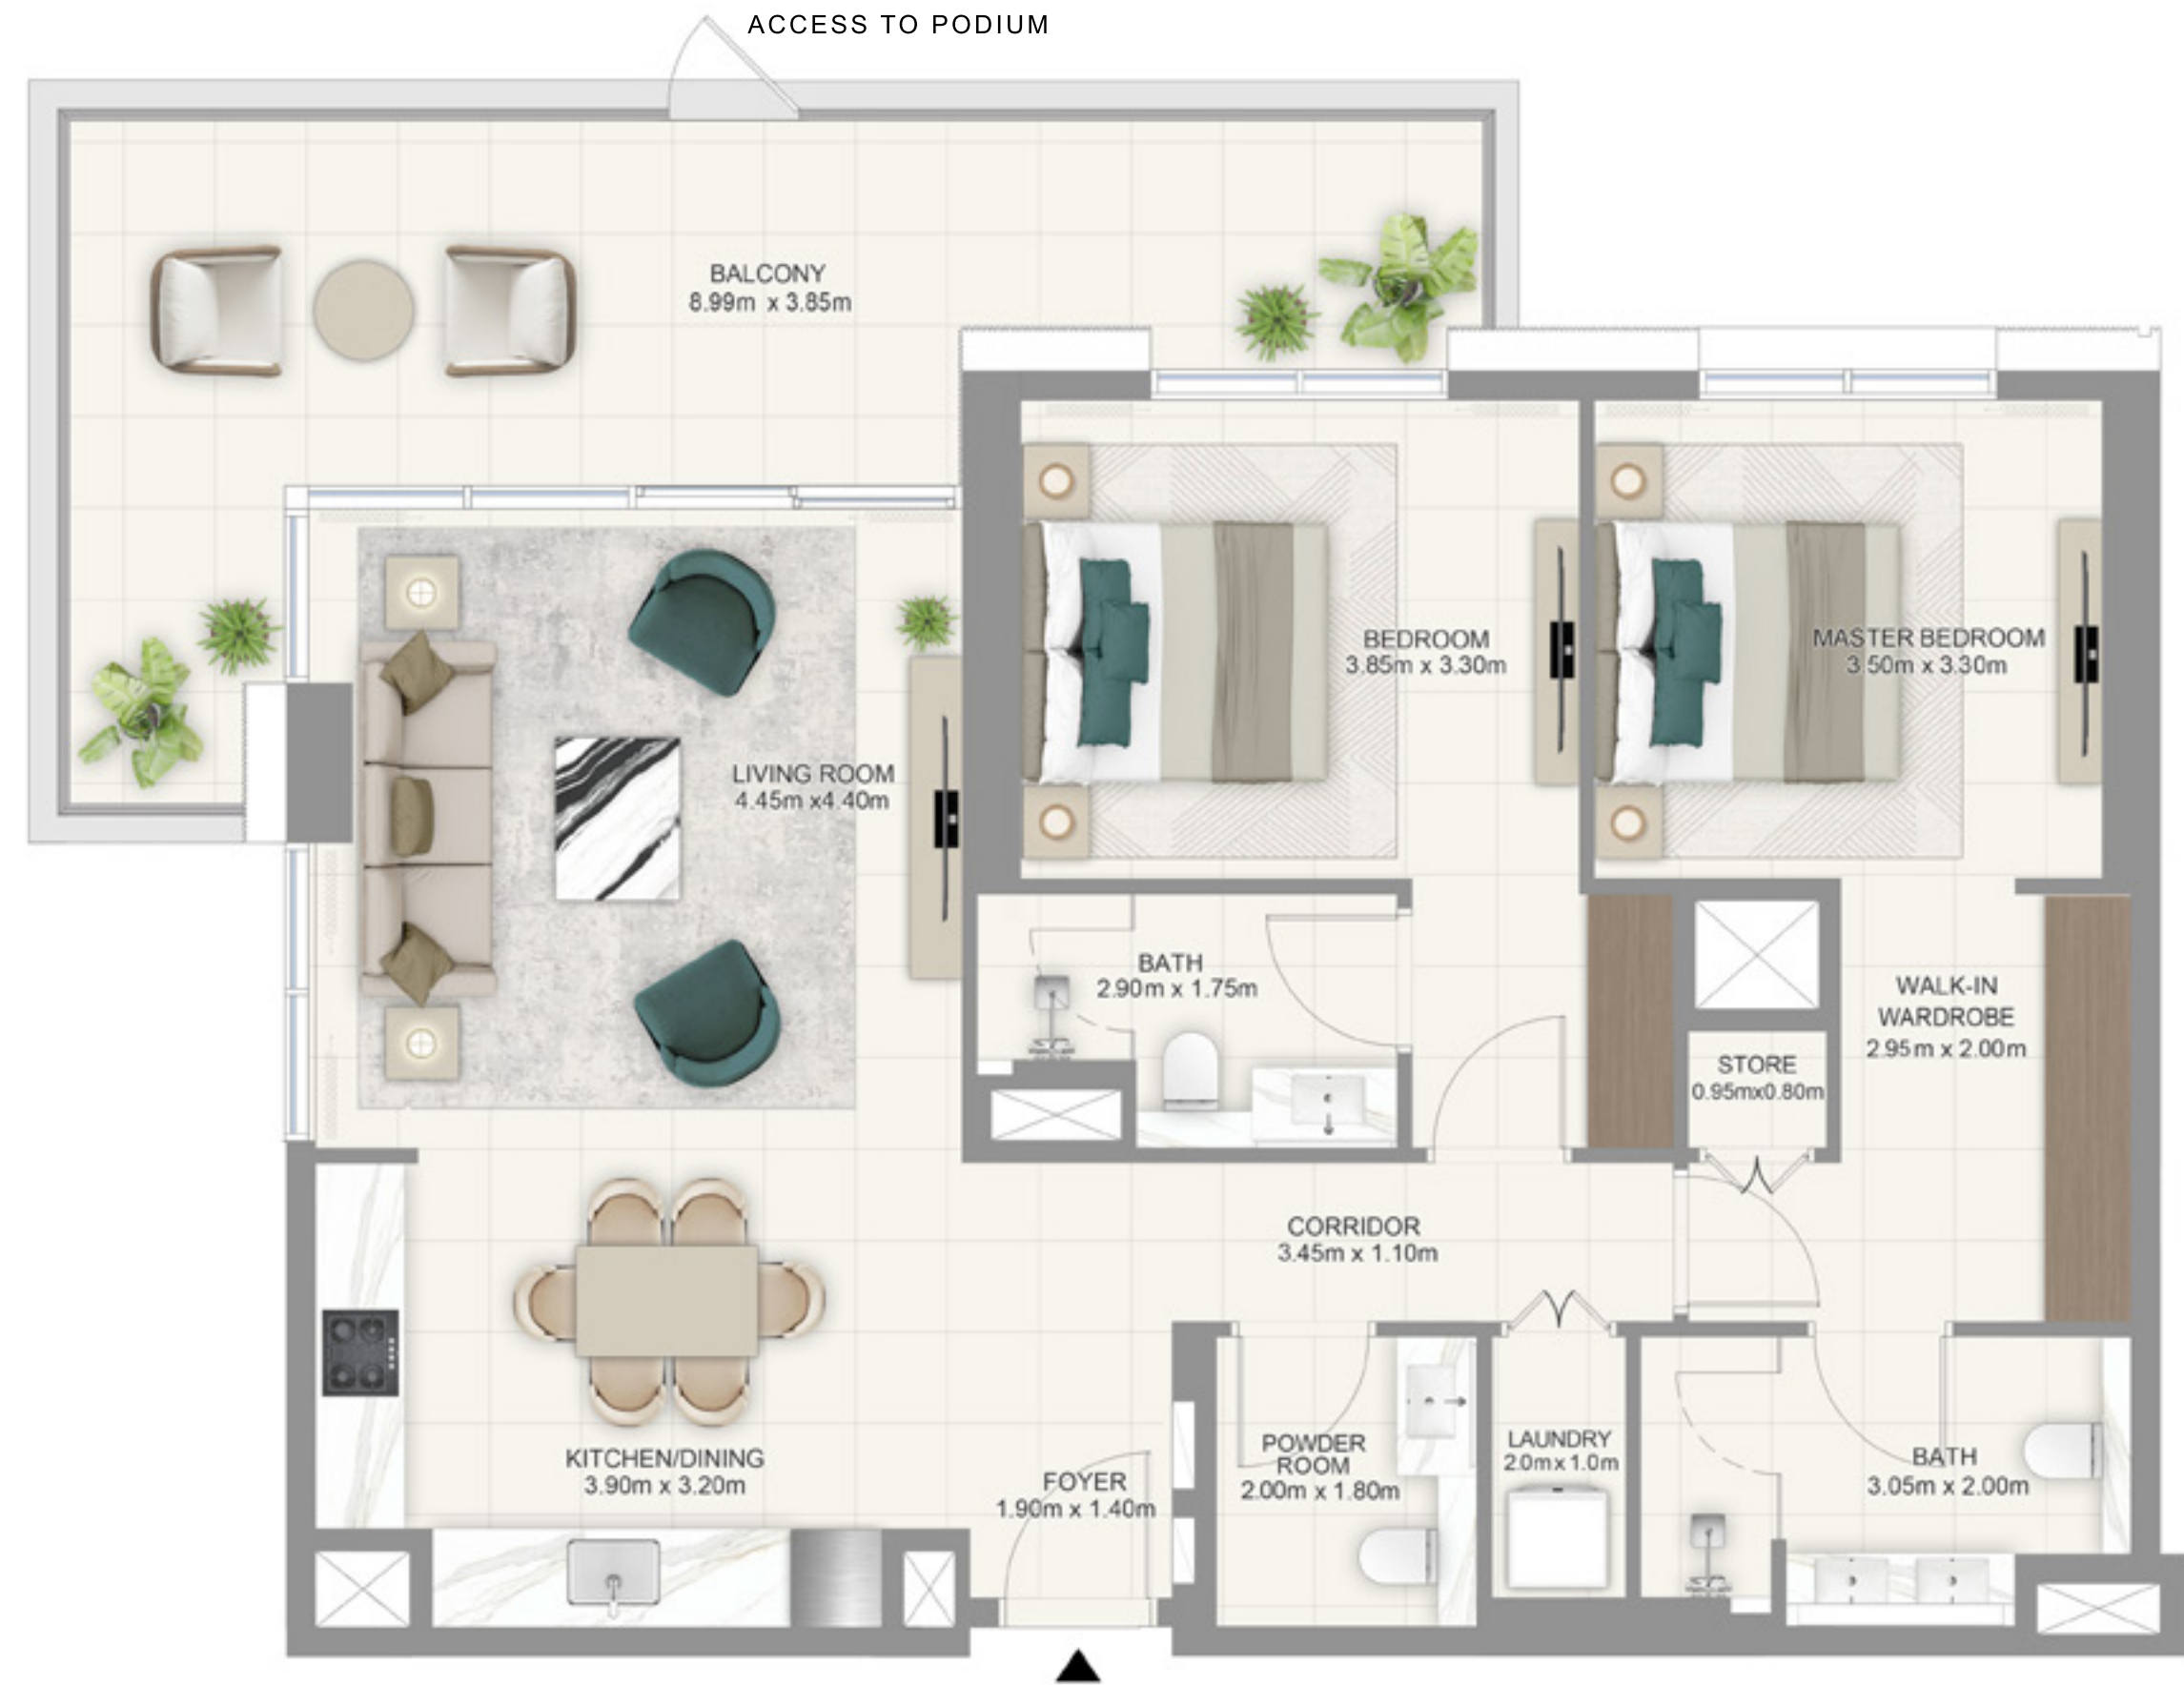 ACCESS TO PODIUM
BALCONY
8.99m x 3.85m
BEDROOM
3.85m x 3.30m
MASTER BEDROOM
3.50m x 3.30m
LIVING ROOM
4.45m x4.40m
BATH
2.90m x 1.75m
WALK-IN
WARDROBE
2.95m x 2.00m
STORE
0.95mx0.80m
CORRIDOR
3.45m x 1.10m
KITCHEN/DINING
3.90m x 3.20m
FOYER
1.90m x 1.40m
POWDER
ROOM
2.00m x 1.80m
LAUNDRY
2.0m x 1.0m
BATH
3.05m x 2.00m